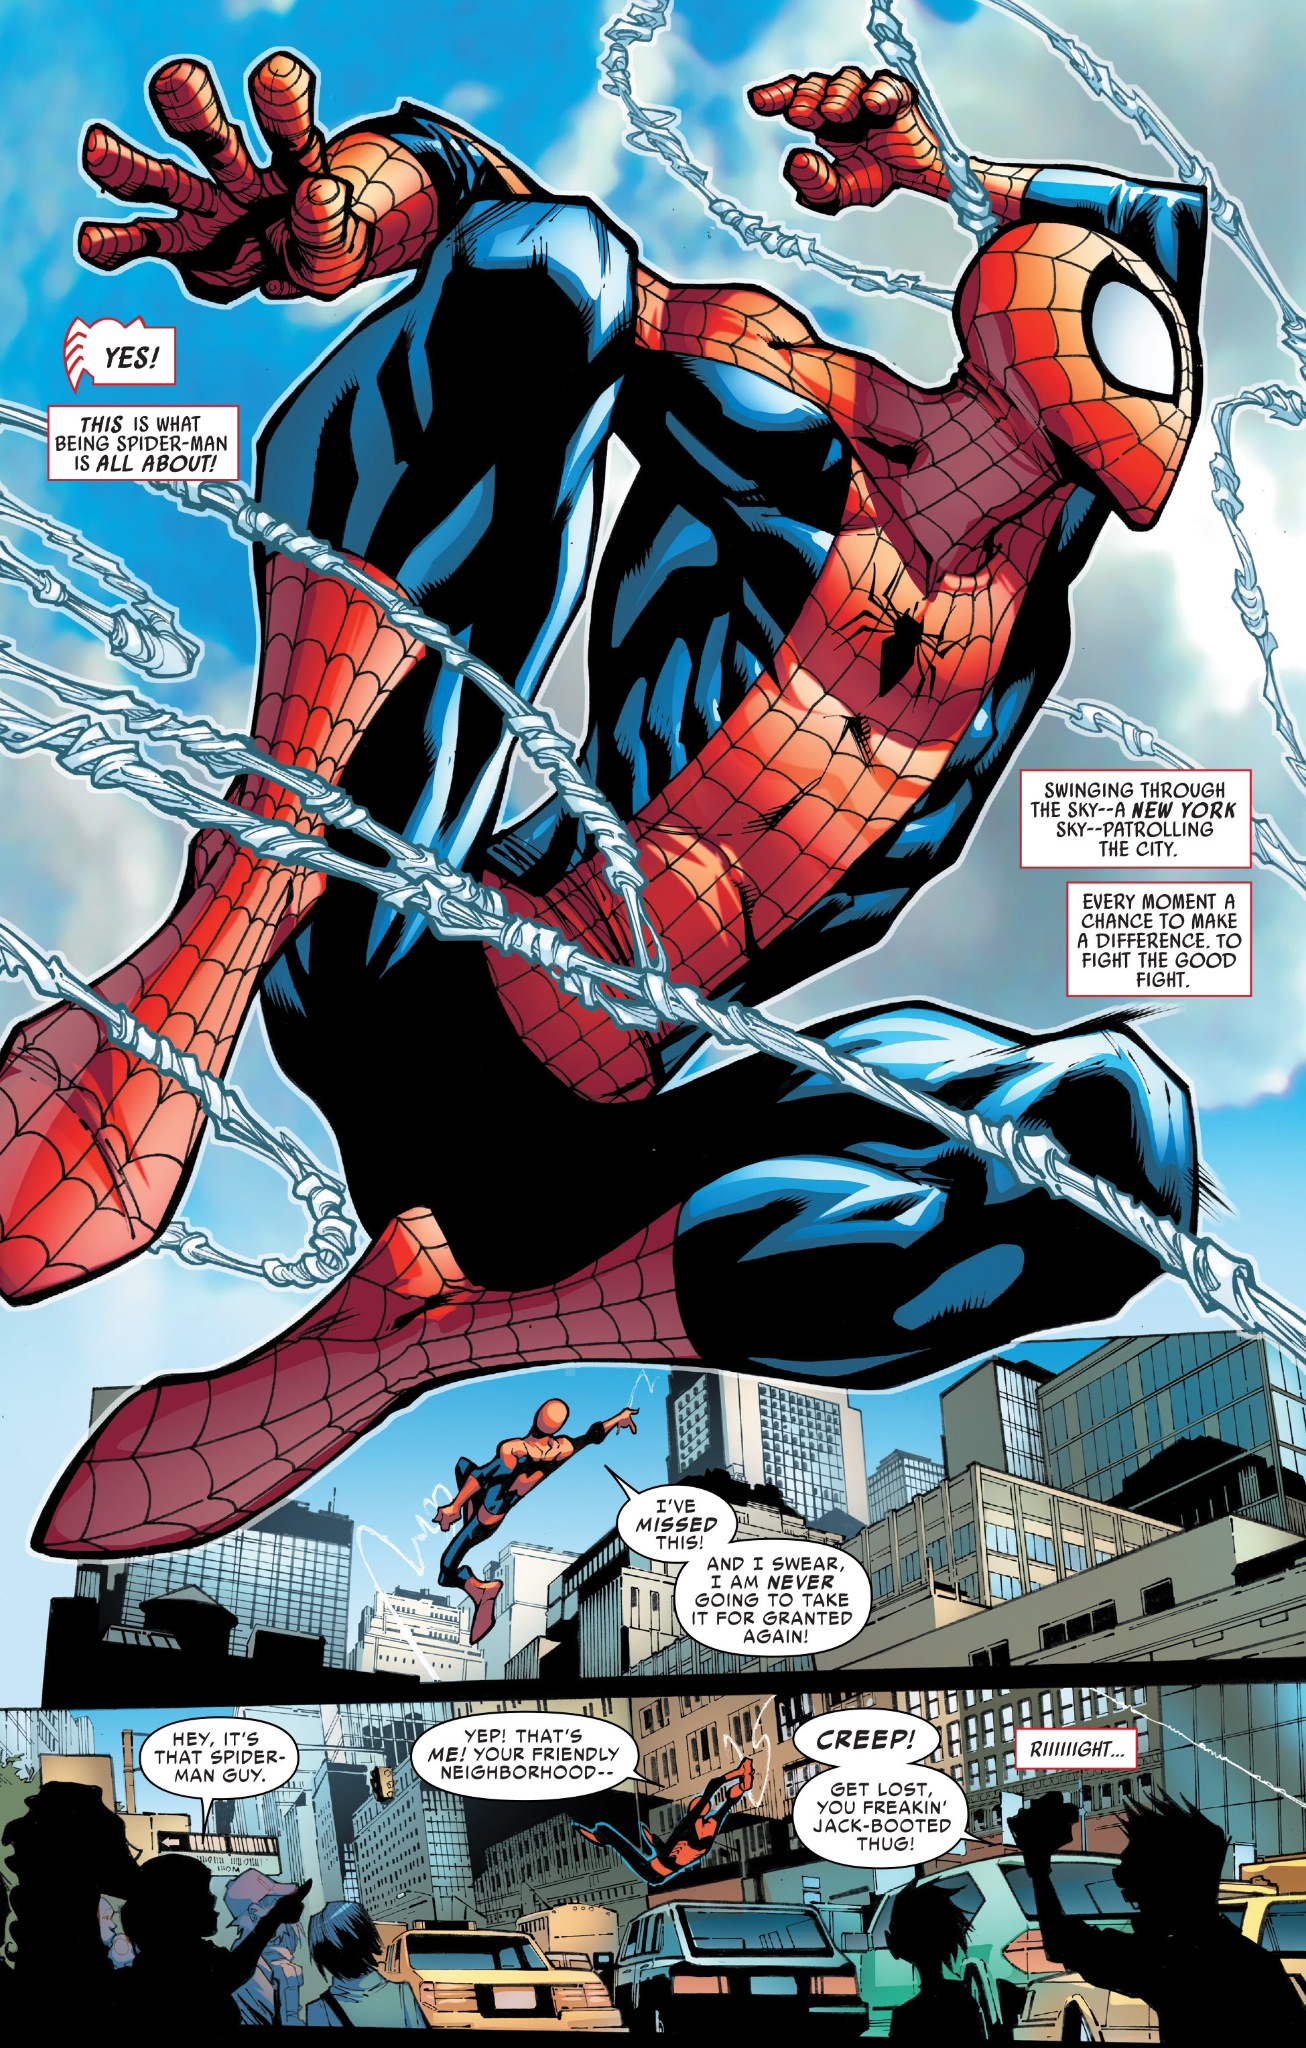 YES!
THIS IS WHAT
BEING SPIDER-MAN
IS ALL ABOUT!
SWINGING THROUGH
THE SKY--A NEW YORK
SKY--PATROLLING
THE CITY.
EVERY MOMENT A
CHANCE TO MAKE
A DIFFERENCE. TO
FIGHT THE GOOD
FIGHT.
I'VE
MISSED
THIS!
AND I SWEAR,
I AM NEVER
GOING TO TAKE
IT FOR GRANTED
AGAIN!
HEY, IT'S
THAT SPIDER-
MAN GUY.
YEP! THAT'S
ME! YOUR FRIENDLY
NEIGHBORHOOD--
CREEP!
GET LOST,
YOU FREAKIN'
JACK-BOOTED
THUG!
RIIIIIIGHT...